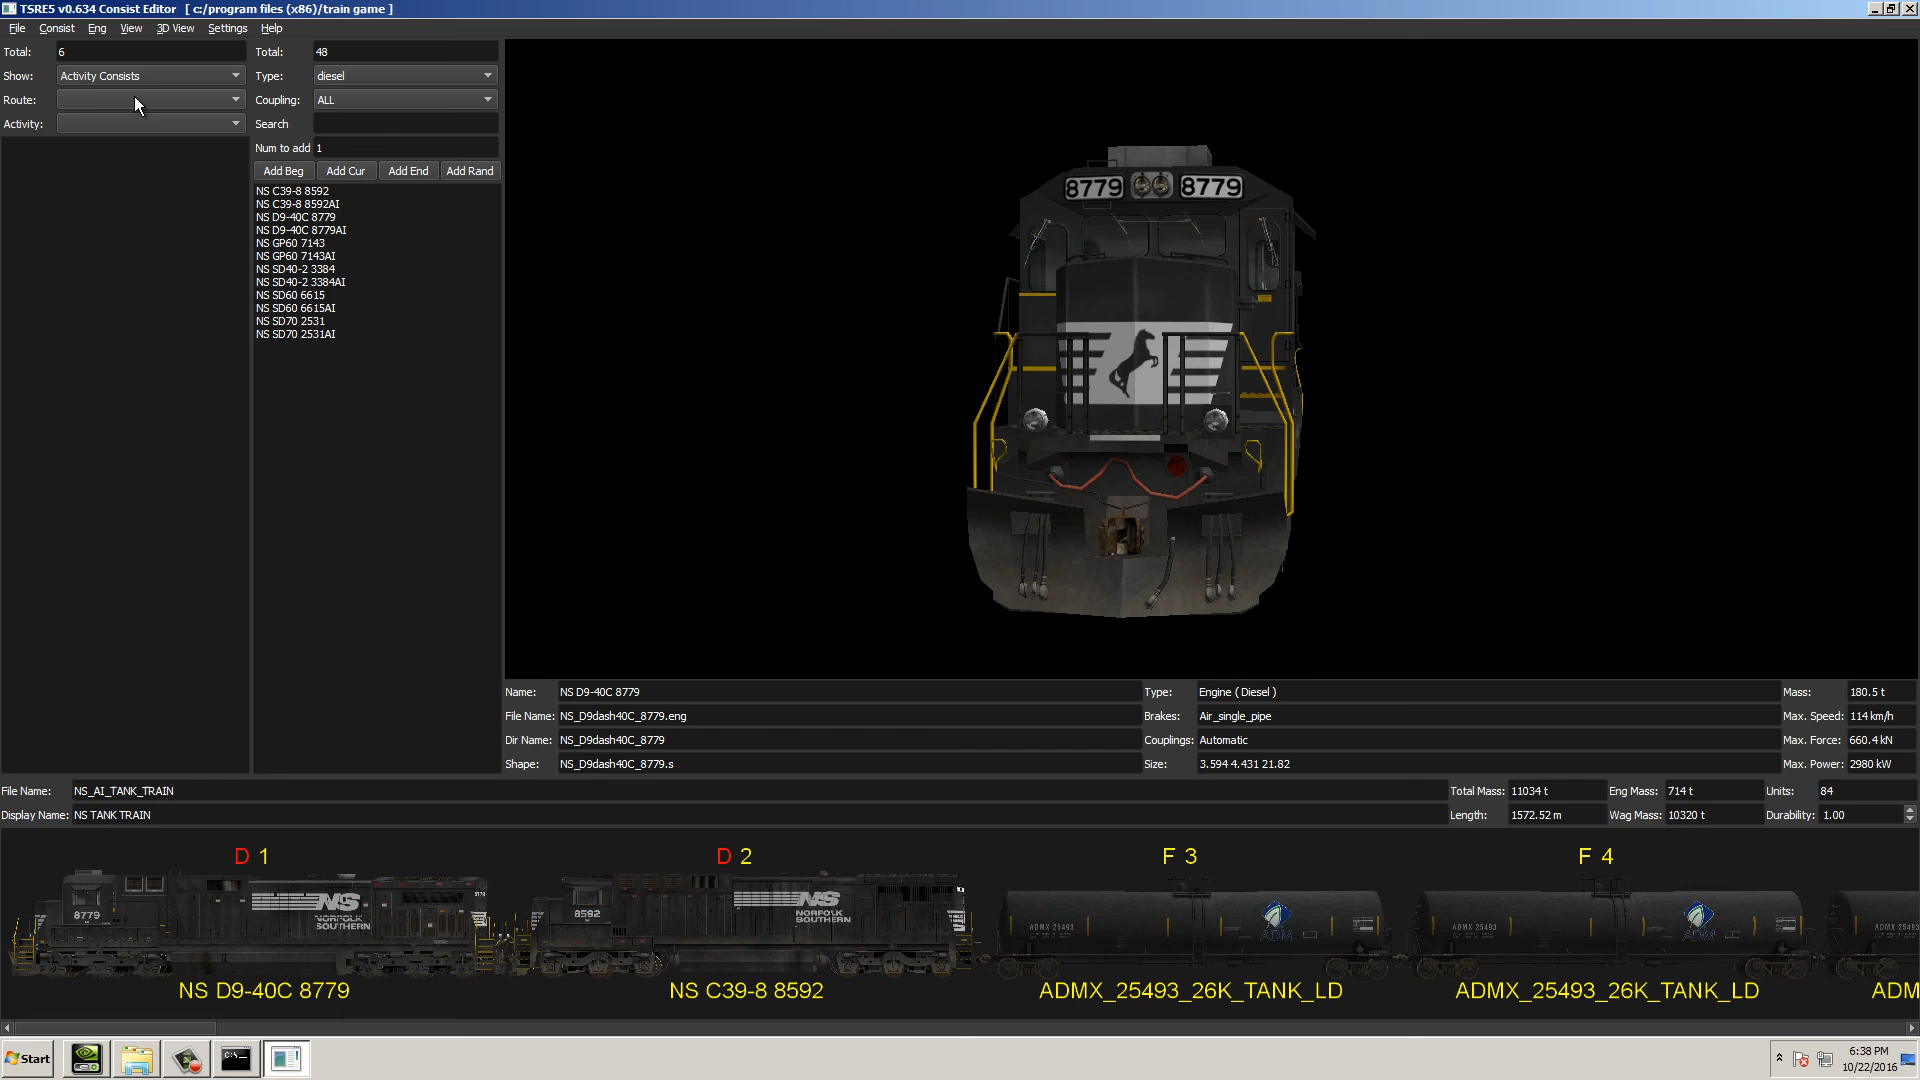 TSRE5 v0.634 Consist Editor [ c:/program files (x86)/train game ]
File Consist Eng View 3D View Settings Help
Total: 6 Total: 48
Show: Activity Consists Type: diesel
Route: Coupling: ALL
Activity: Search
Num to add 1
Add Beg Add Cur Add End Add Rand
NS C39-8 8592
NS C39-8 8592AI
NS D9-40C 8779
NS D9-40C 8779AI
NS GP60 7143
NS GP60 7143AI
NS SD40-2 3384
NS SD40-2 3384AI
NS SD60 6615
NS SD60 6615AI
NS SD70 2531
NS SD70 2531AI
8779 8779
Name: NS D9-40C 8779 Type: Engine ( Diesel ) Mass: 180.5 t
File Name: NS_D9dash40C_8779.eng Brakes: Air_single_pipe Max. Speed: 114 km/h
Dir Name: NS_D9dash40C_8779 Couplings: Automatic Max. Force: 660.4 kN
Shape: NS_D9dash40C_8779.s Size: 3.594 4.431 21.82 Max. Power: 2980 kW
File Name: NS_AI_TANK_TRAIN Total Mass: 11034 t Eng Mass: 714 t Units: 84
Display Name: NS TANK TRAIN Length: 1572.52 m Wag Mass: 10320 t Durability: 1.00
D 1 D 2 F 3 F 4
8779 NS NORFOLK SOUTHERN 8592 NS NORFOLK SOUTHERN ADMX 25493 ADM ADMX 25493 ADM ADMX 25493
NS D9-40C 8779 NS C39-8 8592 ADMX_25493_26K_TANK_LD ADMX_25493_26K_TANK_LD ADM
Start 6:38 PM
10/22/2016